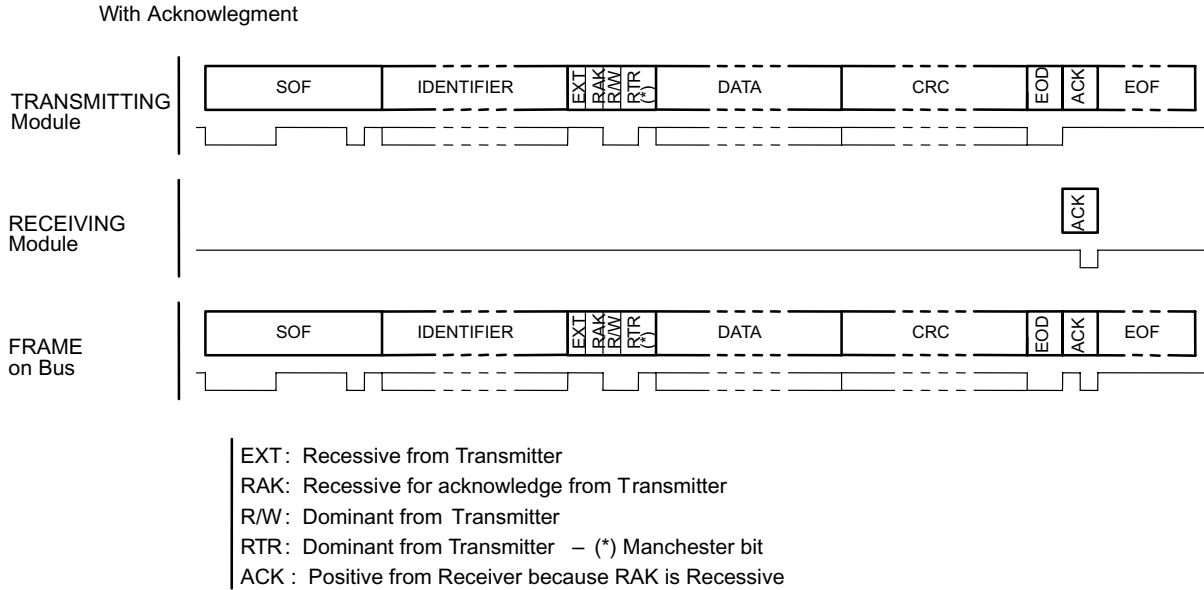 With Acknowlegment
SOF IDENTIFIER EXT RAK R/W RTR (*) DATA CRC EOD ACK EOF
TRANSMITTING
Module
ACK
RECEIVING
Module
SOF IDENTIFIER EXT RAK R/W RTR (*) DATA CRC EOD ACK EOF
FRAME
on Bus
EXT : Recessive from Transmitter
RAK: Recessive for acknowledge from Transmitter
R/W : Dominant from Transmitter
RTR : Dominant from Transmitter – (*) Manchester bit
ACK : Positive from Receiver because RAK is Recessive